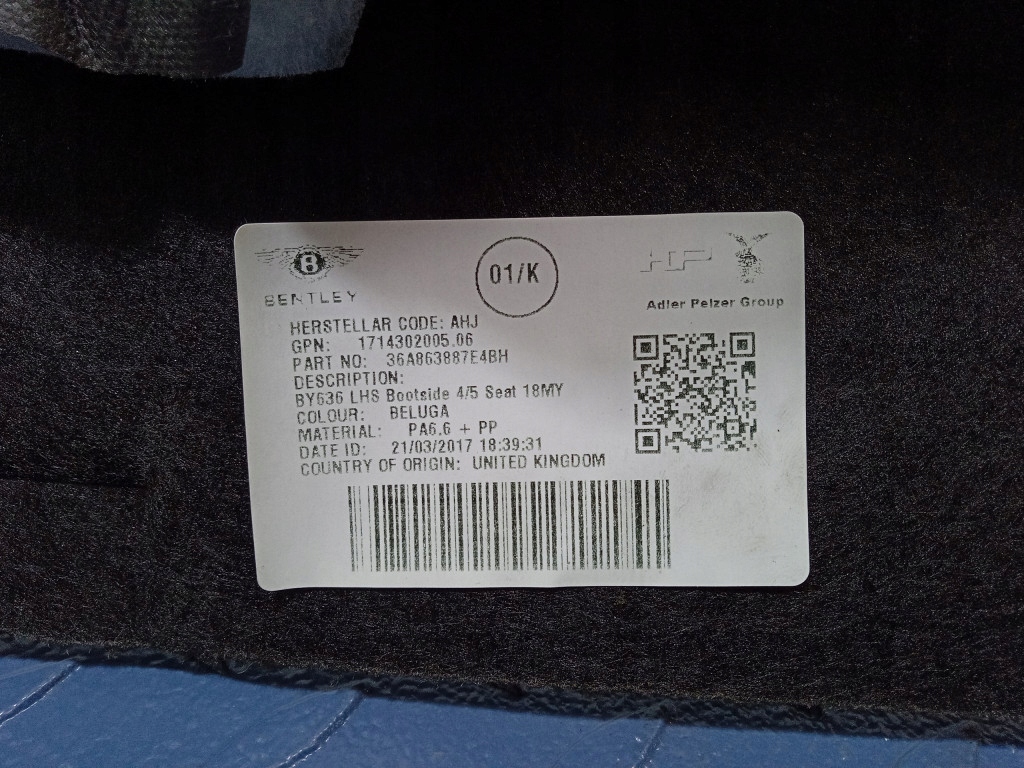 B
BENTLEY
01/K
HP
Adler Pelzer Group
HERSTELLAR CODE: AHJ
GPN: 1714302005.06
PART NO: 36A863887E4BH
DESCRIPTION:
BY636 LHS Bootside 4/5 Seat 18MY
COLOUR: BELUGA
MATERIAL: PA6.6 + PP
DATE ID: 21/03/2017 18:39:31
COUNTRY OF ORIGIN: UNITED KINGDOM